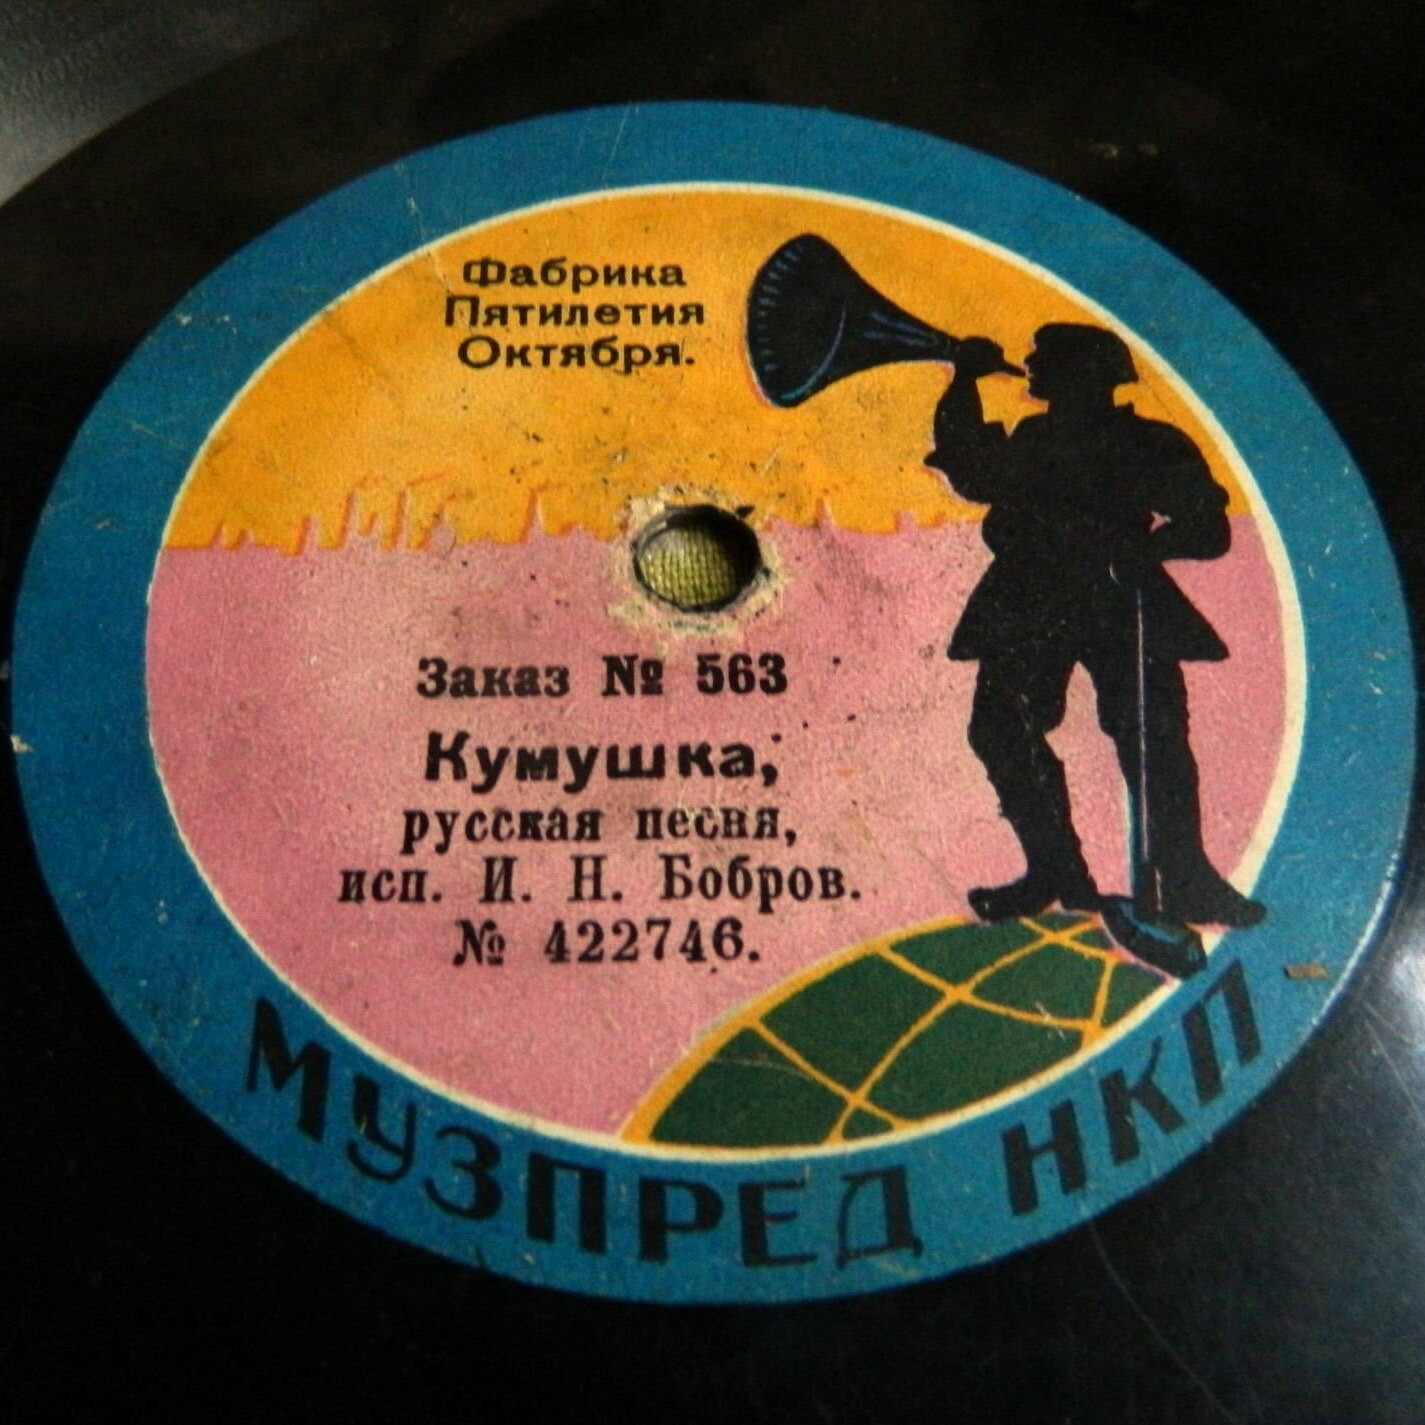 Фабрика
Пятилетия
Октября.
Заказ № 563
Кумушка,
русская песня,
исп. И. Н. Бобров.
№ 422746.
МУЗПРЕД НКП